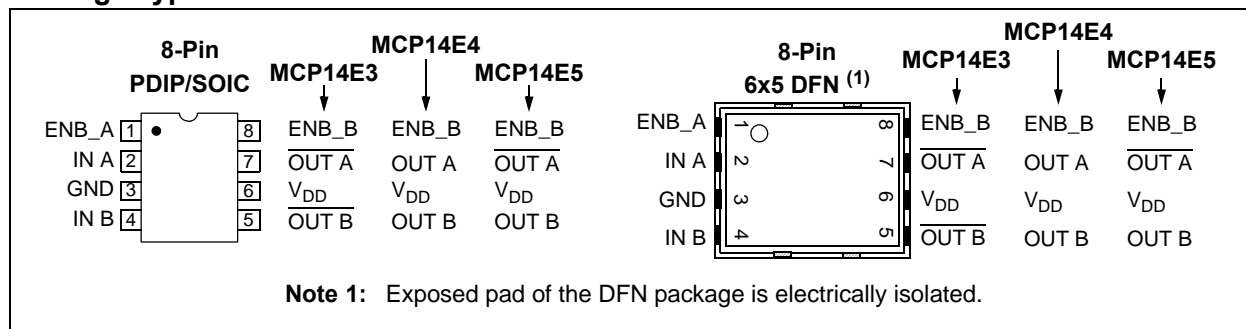 8-Pin
PDIP/SOIC
MCP14E3
MCP14E4
MCP14E5
ENB_A 1 8 ENB_B ENB_B ENB_B
IN A 2 7 OUT A OUT A OUT A
GND 3 6 VDD VDD VDD
IN B 4 5 OUT B OUT B OUT B
8-Pin
6x5 DFN (1)
MCP14E3
MCP14E4
MCP14E5
ENB_A 1 8 ENB_B ENB_B ENB_B
IN A 2 7 OUT A OUT A OUT A
GND 3 6 VDD VDD VDD
IN B 4 5 OUT B OUT B OUT B
Note 1: Exposed pad of the DFN package is electrically isolated.